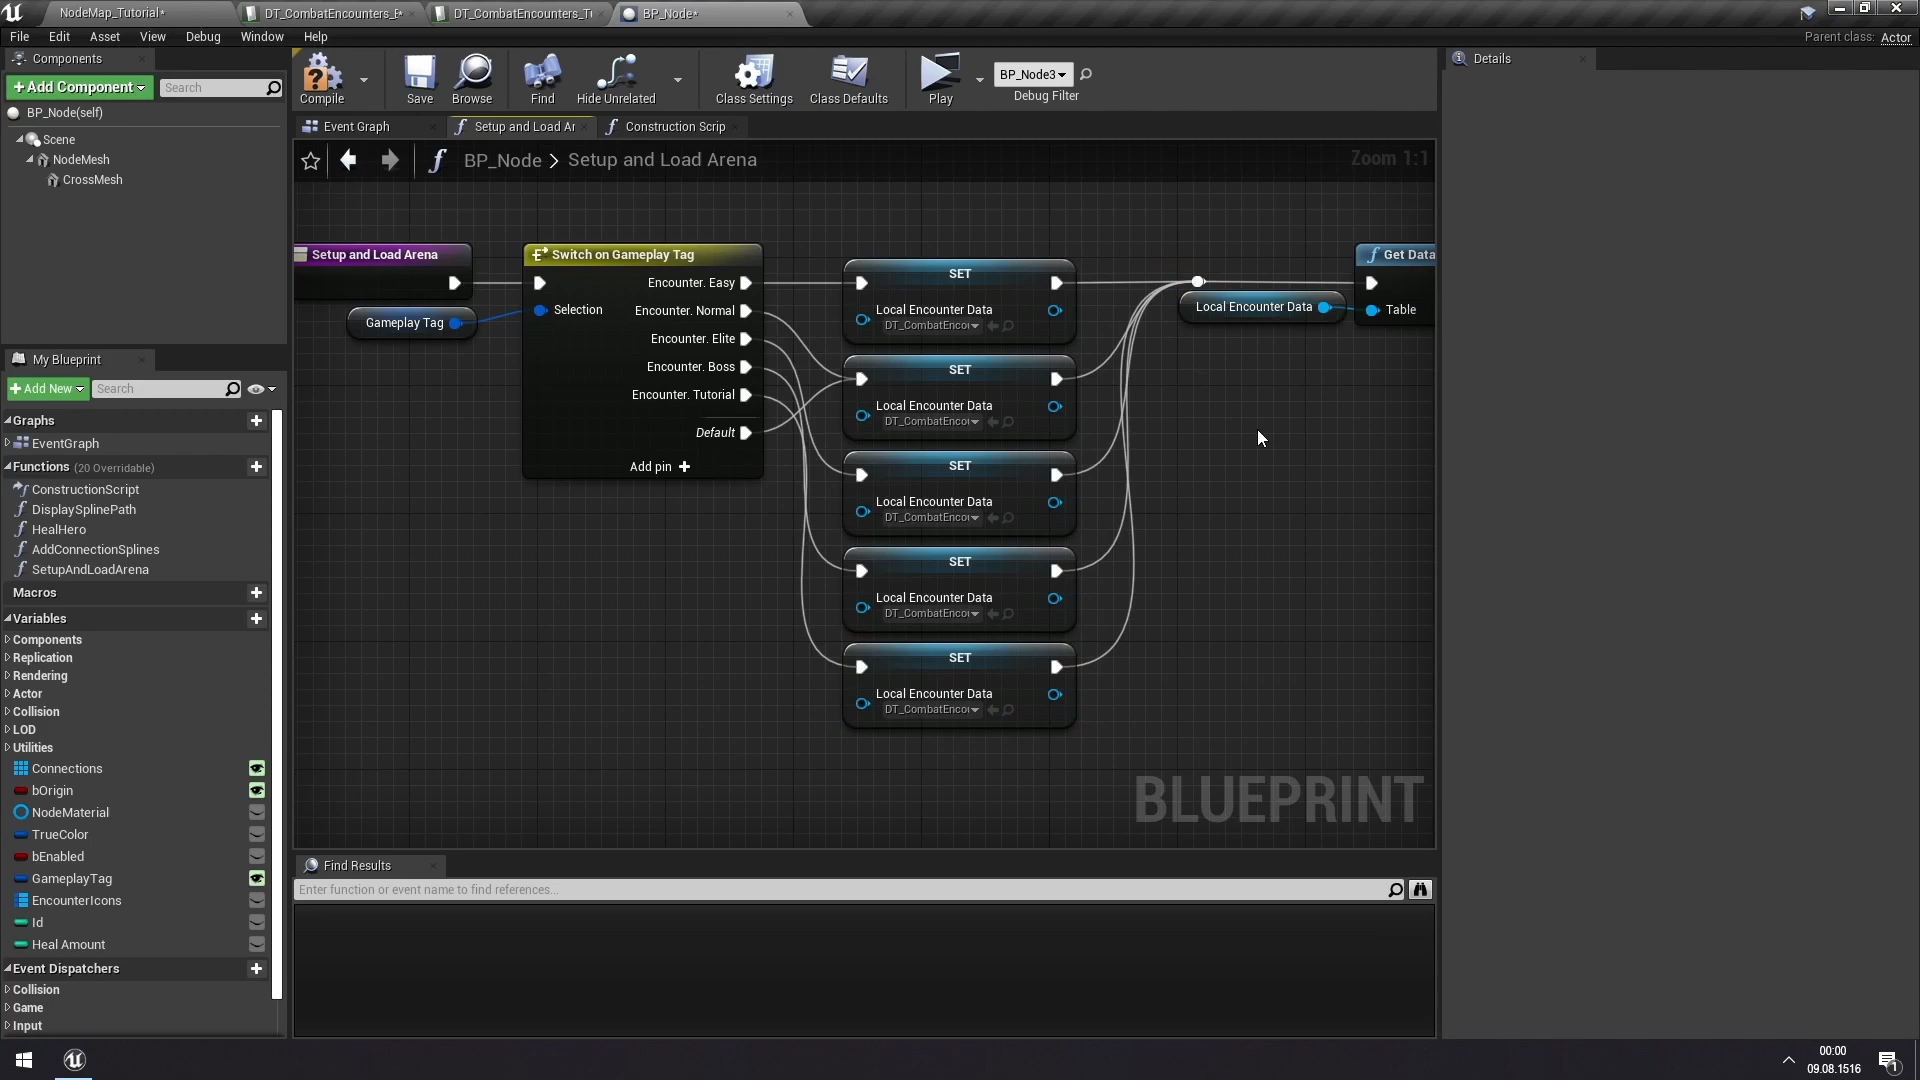 NodeMap_Tutorial*
DT_CombatEncounters_E*
DT_CombatEncounters_Tu
BP_Node*
File Edit Asset View Debug Window Help
Parent class: Actor
Components
+Add Component
Search
BP_Node(self)
Scene
NodeMesh
CrossMesh
Compile
Save
Browse
Find
Hide Unrelated
Class Settings
Class Defaults
Play
BP_Node3
Debug Filter
Details
Event Graph
Setup and Load Ar
Construction Scrip
BP_Node > Setup and Load Arena
Zoom 1:1
Setup and Load Arena
Gameplay Tag
Switch on Gameplay Tag
Selection
Encounter. Easy
Encounter. Normal
Encounter. Elite
Encounter. Boss
Encounter. Tutorial
Default
Add pin +
SET
Local Encounter Data
DT_CombatEncou
SET
Local Encounter Data
DT_CombatEncou
SET
Local Encounter Data
DT_CombatEncou
SET
Local Encounter Data
DT_CombatEncou
SET
Local Encounter Data
DT_CombatEncou
Local Encounter Data
Get Data
Table
BLUEPRINT
My Blueprint
+Add New
Search
Graphs
EventGraph
Functions (20 Overridable)
ConstructionScript
DisplaySplinePath
HealHero
AddConnectionSplines
SetupAndLoadArena
Macros
Variables
Components
Replication
Rendering
Actor
Collision
LOD
Utilities
Connections
bOrigin
NodeMaterial
TrueColor
bEnabled
GameplayTag
EncounterIcons
Id
Heal Amount
Event Dispatchers
Collision
Game
Input
Find Results
Enter function or event name to find references...
00:00
09.08.1516
1